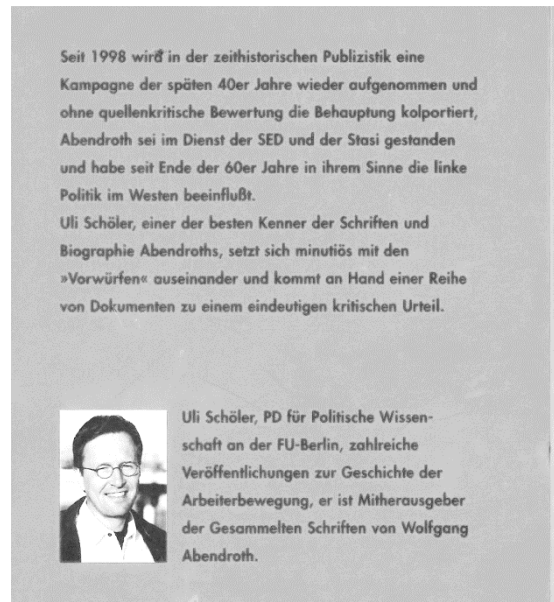 Seit 1998 wird in der zeithistorischen Publizistik eine
Kampagne der späten 40er Jahre wieder aufgenommen und
ohne quellenkritische Bewertung die Behauptung kolportiert,
Abendroth sei im Dienst der SED und der Stasi gestanden
und habe seit Ende der 60er Jahre in ihrem Sinne die linke
Politik im Westen beeinflußt.
Uli Schöler, einer der besten Kenner der Schriften und
Biographie Abendroths, setzt sich minutiös mit den
»Vorwürfen« auseinander und kommt an Hand einer Reihe
von Dokumenten zu einem eindeutigen kritischen Urteil.
Uli Schöler, PD für Politische Wissen-
schaft an der FU-Berlin, zahlreiche
Veröffentlichungen zur Geschichte der
Arbeiterbewegung, er ist Mitherausgeber
der Gesammelten Schriften von Wolfgang
Abendroth.